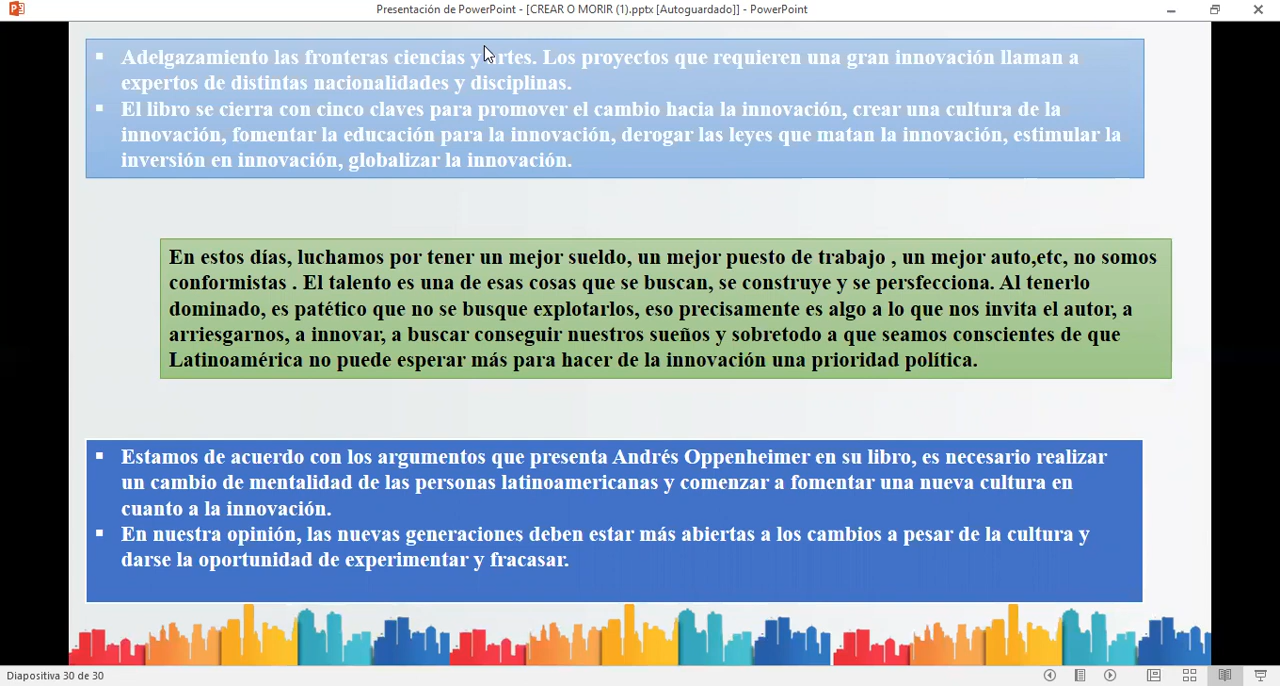 Presentación de PowerPoint - [CREAR O MORIR (1).pptx [Autoguardado]] - PowerPoint
Adelgazamiento las fronteras ciencias y artes. Los proyectos que requieren una gran innovación llaman a
expertos de distintas nacionalidades y disciplinas.
El libro se cierra con cinco claves para promover el cambio hacia la innovación, crear una cultura de la
innovación, fomentar la educación para la innovación, derogar las leyes que matan la innovación, estimular la
inversión en innovación, globalizar la innovación.
En estos días, luchamos por tener un mejor sueldo, un mejor puesto de trabajo , un mejor auto,etc, no somos
conformistas . El talento es una de esas cosas que se buscan, se construye y se persfecciona. Al tenerlo
dominado, es patético que no se busque explotarlos, eso precisamente es algo a lo que nos invita el autor, a
arriesgarnos, a innovar, a buscar conseguir nuestros sueños y sobretodo a que seamos conscientes de que
Latinoamérica no puede esperar más para hacer de la innovación una prioridad política.
Estamos de acuerdo con los argumentos que presenta Andrés Oppenheimer en su libro, es necesario realizar
un cambio de mentalidad de las personas latinoamericanas y comenzar a fomentar una nueva cultura en
cuanto a la innovación.
En nuestra opinión, las nuevas generaciones deben estar más abiertas a los cambios a pesar de la cultura y
darse la oportunidad de experimentar y fracasar.
Diapositiva 30 de 30